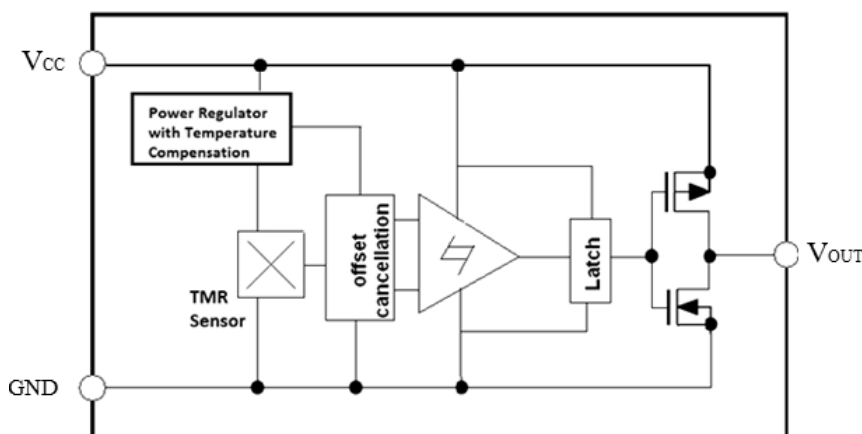 VCC
Power Regulator
with Temperature
Compensation
TMR
Sensor
offset
cancellation
Latch
VOUT
GND